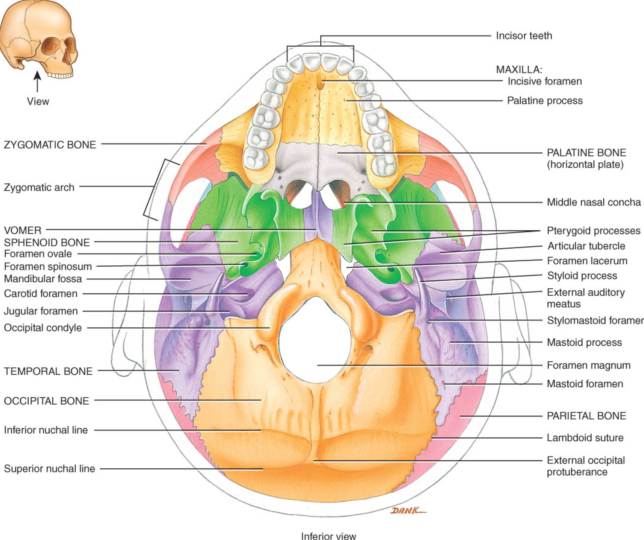 Incisor teeth
MAXILLA:
Incisive foramen
Palatine process
View
ZYGOMATIC BONE
PALATINE BONE
(horizontal plate)
Zygomatic arch
Middle nasal concha
VOMER
SPHENOID BONE
Foramen ovale
Foramen spinosum
Mandibular fossa
Carotid foramen
Jugular foramen
Occipital condyle
TEMPORAL BONE
OCCIPITAL BONE
Inferior nuchal line
Superior nuchal line
Pterygoid processes
Articular tubercle
Foramen lacerum
Styloid process
External auditory
meatus
Stylomastoid foramen
Mastoid process
Foramen magnum
Mastoid foramen
PARIETAL BONE
Lambdoid suture
External occipital
protuberance
DANK
Inferior view